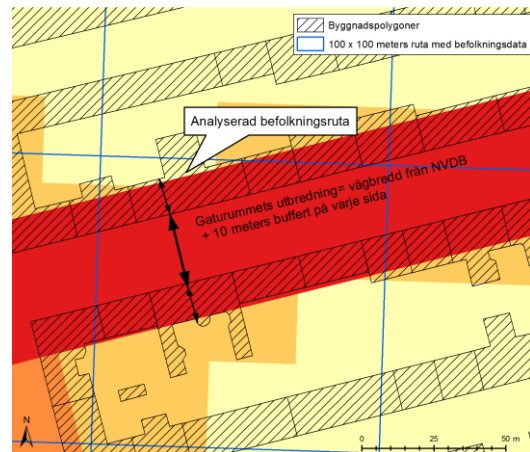 Byggnadspolygoner
100 x 100 meters ruta med befolkningsdata
Analyserad befolkningsruta
Gaturummets utbredning= vägbredd från NVDB
+ 10 meters buffert på varje sida
N
0 25 50 m